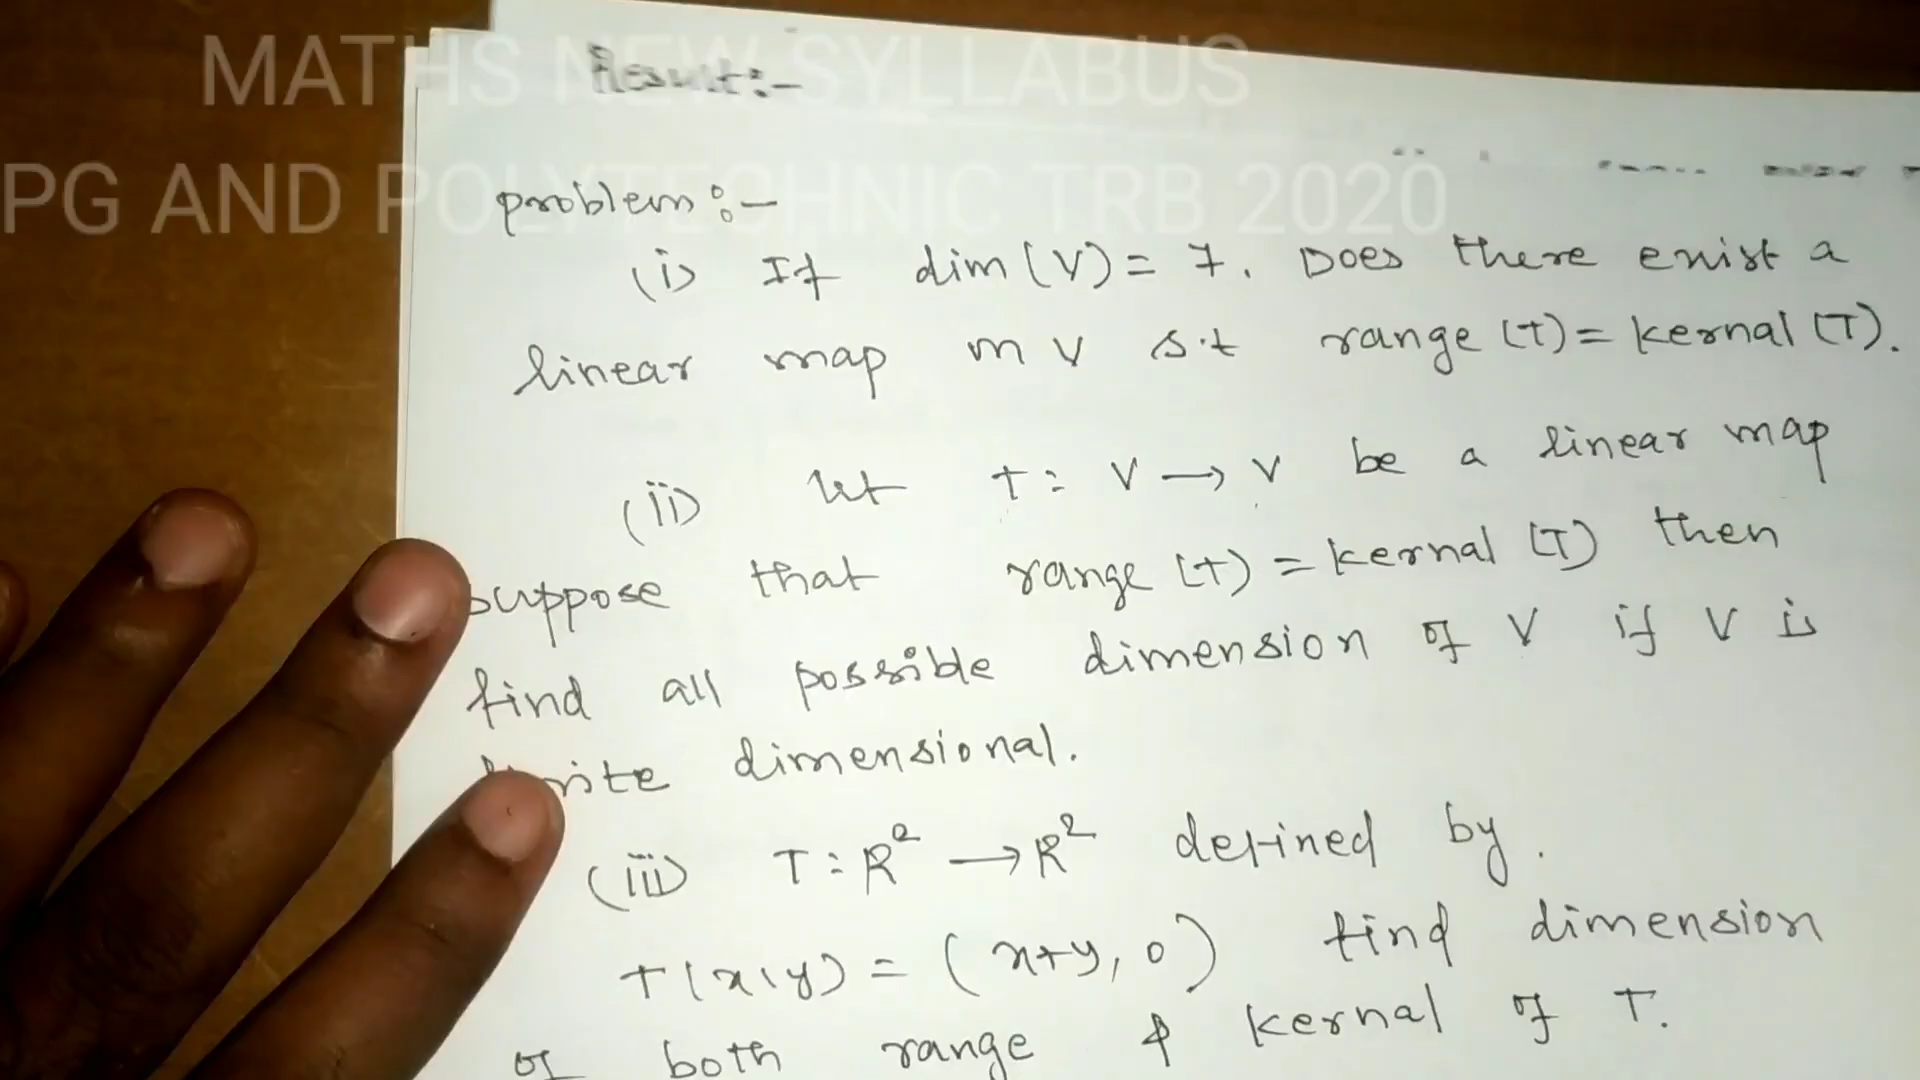 MATHS NEW SYLLABUS
Result:-
PG AND POLYTECHNIC TRB 2020
problem:-
(i) If dim(V) = 7. Does there exist a
linear map m V s.t range (T) = kernal (T).
(ii) let T: V → V be a linear map
suppose that range (T) = kernal (T) then
find all possible dimension of V if V is
finite dimensional.
(iii) T: R² → R² defined by.
T(x,y) = (x+y, 0) find dimension
of both range & kernal of T.